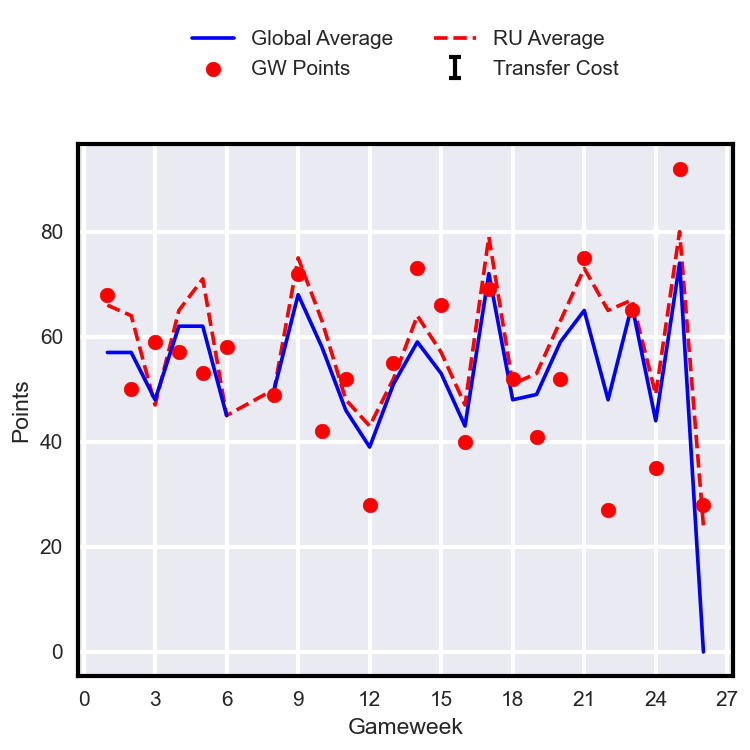 Global Average RU Average
GW Points Transfer Cost
80
60
40
20
0
Points
0 3 6 9 12 15 18 21 24 27
Gameweek